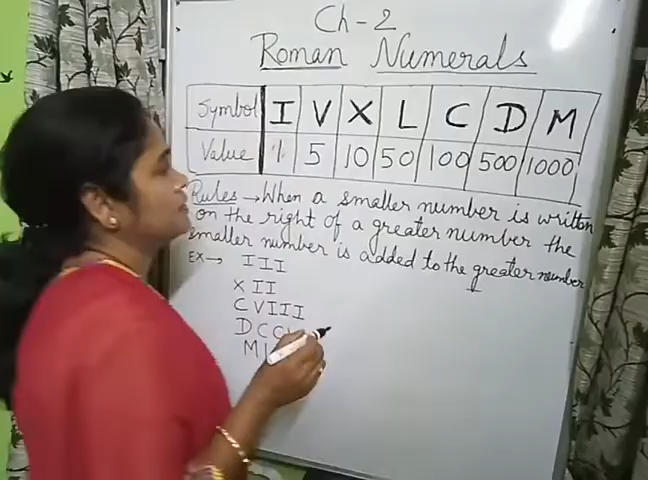 Ch-2
Roman Numerals
Symbol I V X L C D M
Value 1 5 10 50 100 500 1000
Rules → When a smaller number is written
on the right of a greater number the
smaller number is added to the greater number
EX → III
XII
CVIII